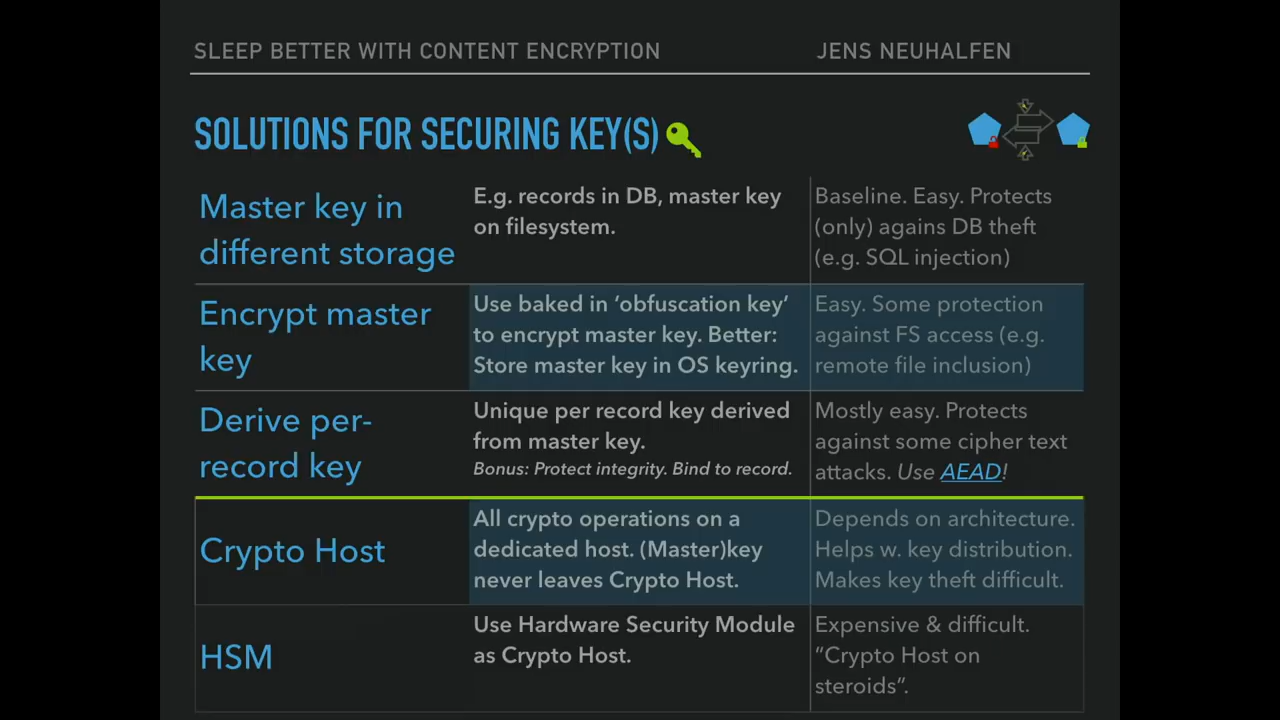 SLEEP BETTER WITH CONTENT ENCRYPTION
JENS NEUHALFEN
SOLUTIONS FOR SECURING KEY(S)
Master key in
different storage
E.g. records in DB, master key
on filesystem.
Baseline. Easy. Protects
(only) agains DB theft
(e.g. SQL injection)
Encrypt master
key
Use baked in ‘obfuscation key’
to encrypt master key. Better:
Store master key in OS keyring.
Easy. Some protection
against FS access (e.g.
remote file inclusion)
Derive per-
record key
Unique per record key derived
from master key.
Bonus: Protect integrity. Bind to record.
Mostly easy. Protects
against some cipher text
attacks. Use AEAD!
Crypto Host
All crypto operations on a
dedicated host. (Master)key
never leaves Crypto Host.
Depends on architecture.
Helps w. key distribution.
Makes key theft difficult.
HSM
Use Hardware Security Module
as Crypto Host.
Expensive & difficult.
“Crypto Host on
steroids”.